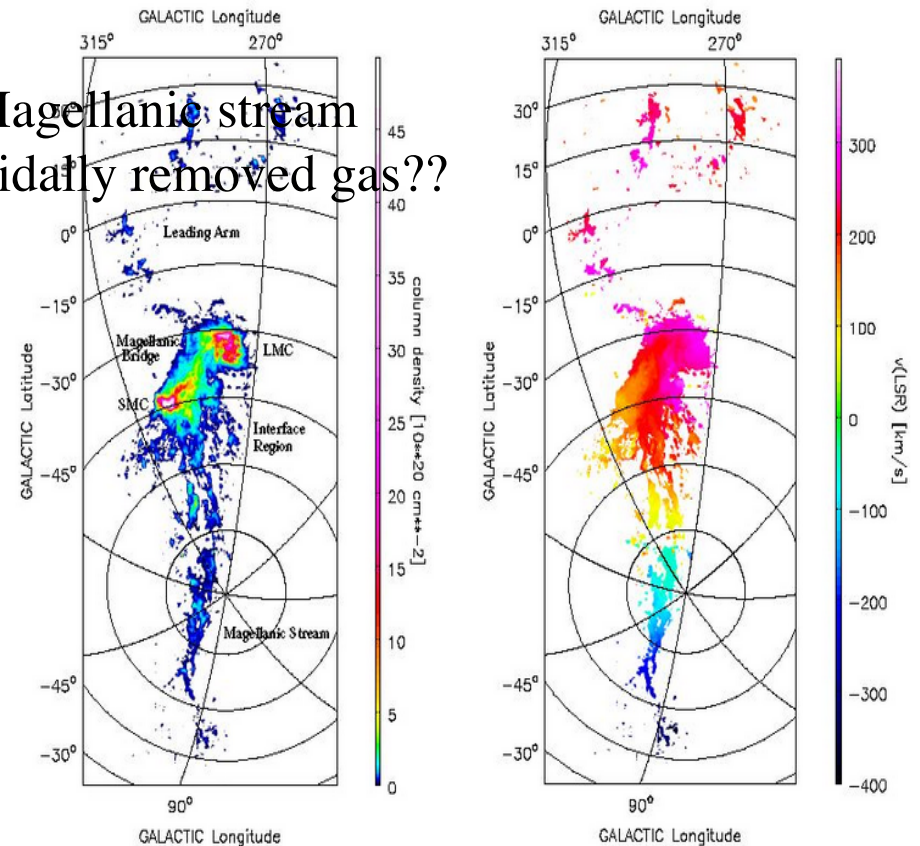 GALACTIC Longitude
315° 270°
agellanic stream
idally removed gas??
0°
−15°
−30°
−45°
−45°
−30°
GALACTIC Latitude
Leading Arm
Magellanic
Bridge
LMC
SMC
Interface
Region
Magellanic Stream
90°
GALACTIC Longitude
45
40
35
30
25
20
15
10
5
0
column density [10**20 cm**−2]
GALACTIC Longitude
315° 270°
30°
15°
0°
−15°
−30°
−45°
−45°
−30°
GALACTIC Latitude
90°
GALACTIC Longitude
300
200
100
0
−100
−200
−300
−400
v(LSR) [km/s]